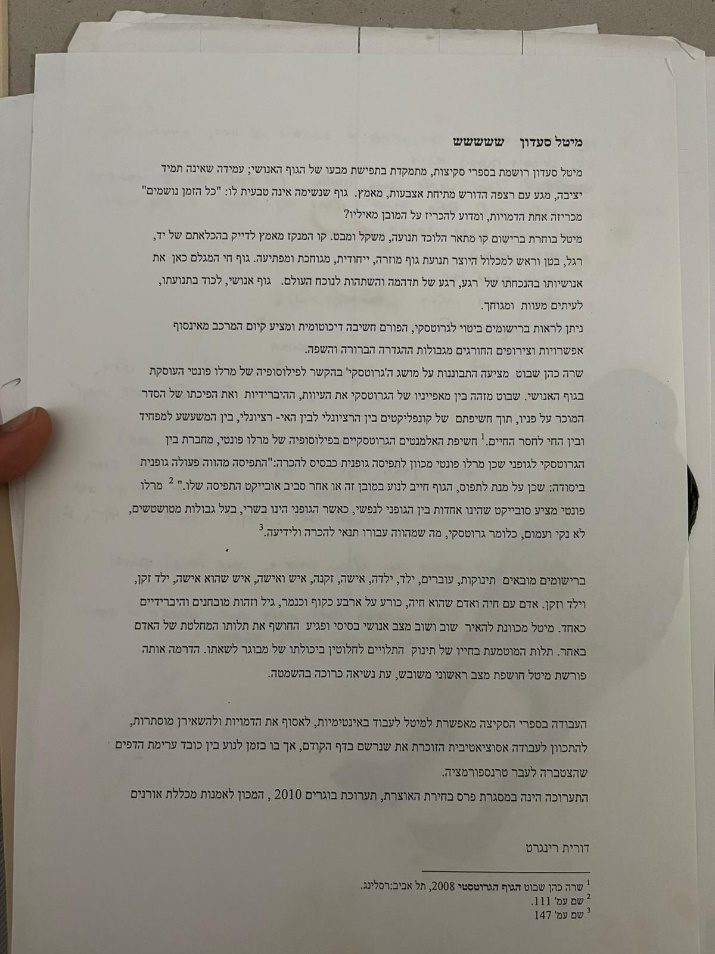 מיטל סעדון ששששש
מיטל סעדון רושמת בספרי סקיצות, מתמקדת בתפישת מבעו של הגוף האנושי; עמידה שאינה תמיד
יציבה, מגע עם רצפה הדורש מתיחת אצבעות, מאמץ. גוף שנשימה אינה טבעית לו: "כל הזמן נושמים"
מכריזה אחת הדמויות, ומדוע להכריז על המובן מאיליו?
מיטל בוחרת ברישום קו מתאר הלוכד תנועה, משקל ומבט. קו המנקז מאמץ לדייק בהכלאתם של יד,
רגל, בטן וראש למכלול היוצר תנועת גוף מוזרה, ייחודית, מגוחכת ומפתיעה. גוף חי המגלם כאן את
אנושיותו בהנכחתו של רגע, רגע של תדהמה והשתהות לנוכח העולם. גוף אנושי, לכוד בתנועתו,
לעיתים מעוות ומגוחך.
ניתן לראות ברישומים ביטוי לגרוטסקי, הפורם חשיבה דיכוטומית ומציע קיום המרכב מאינסוף
אפשרויות וצירופים החורגים מגבולות ההגדרה הברורה והשפה.
שרה כהן שבוט מציעה התבוננות על מושג ה'גרוטסקי' בהקשר לפילוסופיה של מרלו פונטי העוסקת
בגוף האנושי. שבוט מזהה בין מאפייניו של הגרוטסקי את העיוות, ההיברידיות ואת הפיכתו של הסדר
המוכר על פניו, תוך חשיפתם של קונפליקטים בין הרציונלי לבין האי- רציונלי, בין המשעשע למפחיד
ובין החי לחסר החיים.1 חשיפת האלמנטים הגרוטסקיים בפילוסופיה של מרלו פונטי, מחברת בין
הגרוטסקי לגופני שכן מרלו פונטי מכוון לתפיסה גופנית כבסיס להכרה:"התפיסה מהווה פעולה גופנית
ביסודה: שכן על מנת לתפוס, הגוף חייב לנוע במובן זה או אחר סביב אובייקט התפיסה שלו." 2 מרלו
פונטי מציע סובייקט שהינו אחדות בין הגופני לנפשי, כאשר הגופני הינו בשרי, בעל גבולות מטושטשים,
לא נקי ועמום, כלומר גרוטסקי, מה שמהווה עבורו תנאי להכרה ולידיעה.3
ברישומים מובאים תינוקות, עוברים, ילד, ילדה, אישה, זקנה, איש ואישה, איש שהוא אישה, ילד זקן,
וילד וזקן. אדם עם חיה ואדם שהוא חיה, כורע על ארבע כקוף וכנמר, גיל וזהות מובחנים והיברידיים
כאחד. מיטל מכוונת להאיר שוב ושוב מצב אנושי בסיסי ופגיע החושף את תלותו המוחלטת של האדם
באחר. תלות המוטמעת בחייו של תינוק התלויים לחלוטין ביכולתו של מבוגר לשאתו. הדרמה אותה
פורשת מיטל חושפת מצב ראשוני משובש, עת נשיאה כרוכה בהשמטה.
העבודה בספרי הסקיצה מאפשרת למיטל לעבוד באינטימיות, לאסוף את הדמויות ולהשאירן מוסתרות,
להתכוון לעבודה אסוציאטיבית הזוכרת את שנרשם בדף הקודם, אך בו בזמן לנוע בין כובד ערימת הדפים
שהצטברה לעבר טרנספורמציה.
התערוכה הינה במסגרת פרס בחירת האוצרת, תערוכת בוגרים 2010 , המכון לאמנות מכללת אורנים
דורית רינגרט
1 שרה כהן שבוט הגוף הגרוטסטי 2008, תל אביב:רסלינג.
2 שם עמ' 111.
3 שם עמ' 147